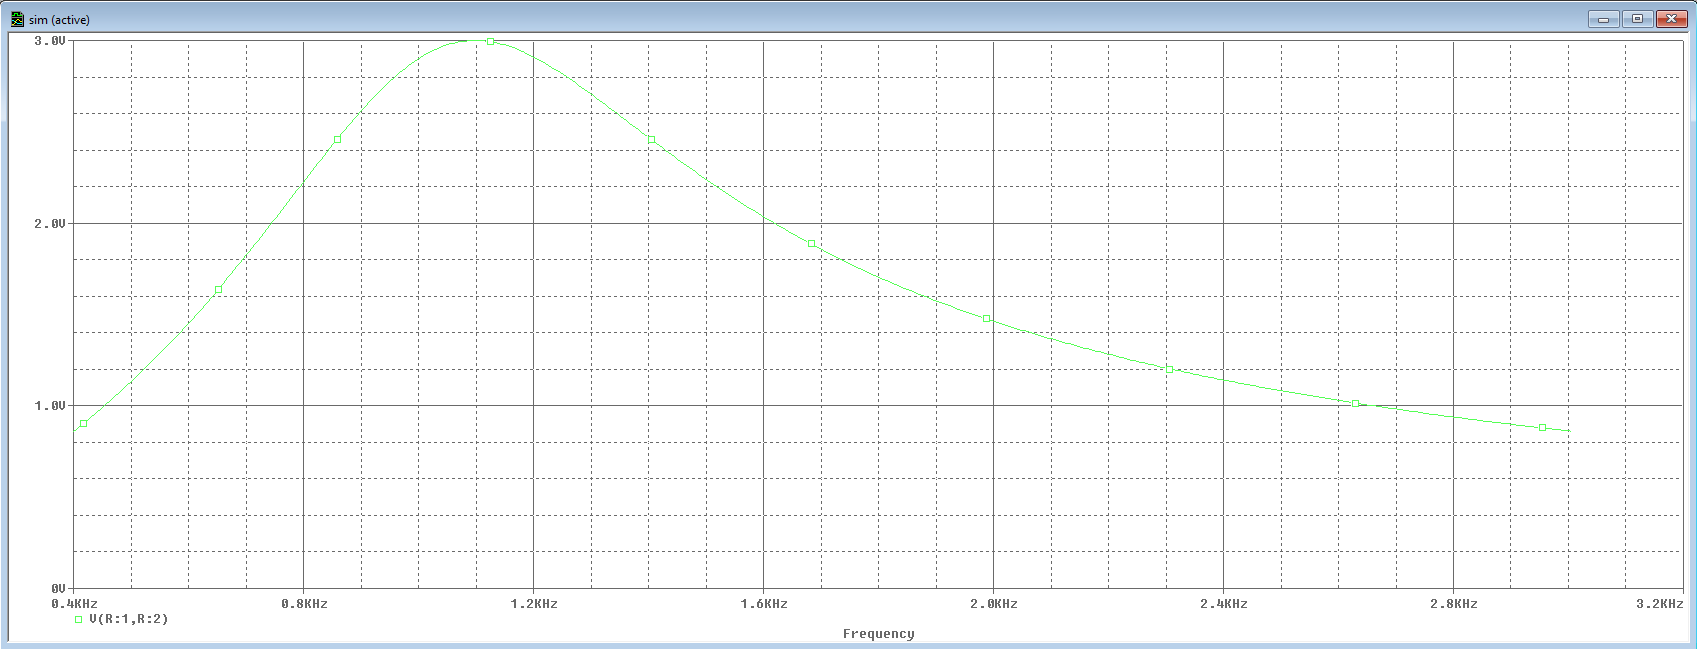 sim (active)
3.0V
2.0V
1.0V
0V
0.4KHz 0.8KHz 1.2KHz 1.6KHz 2.0KHz 2.4KHz 2.8KHz 3.2KHz
V(R:1,R:2)
Frequency